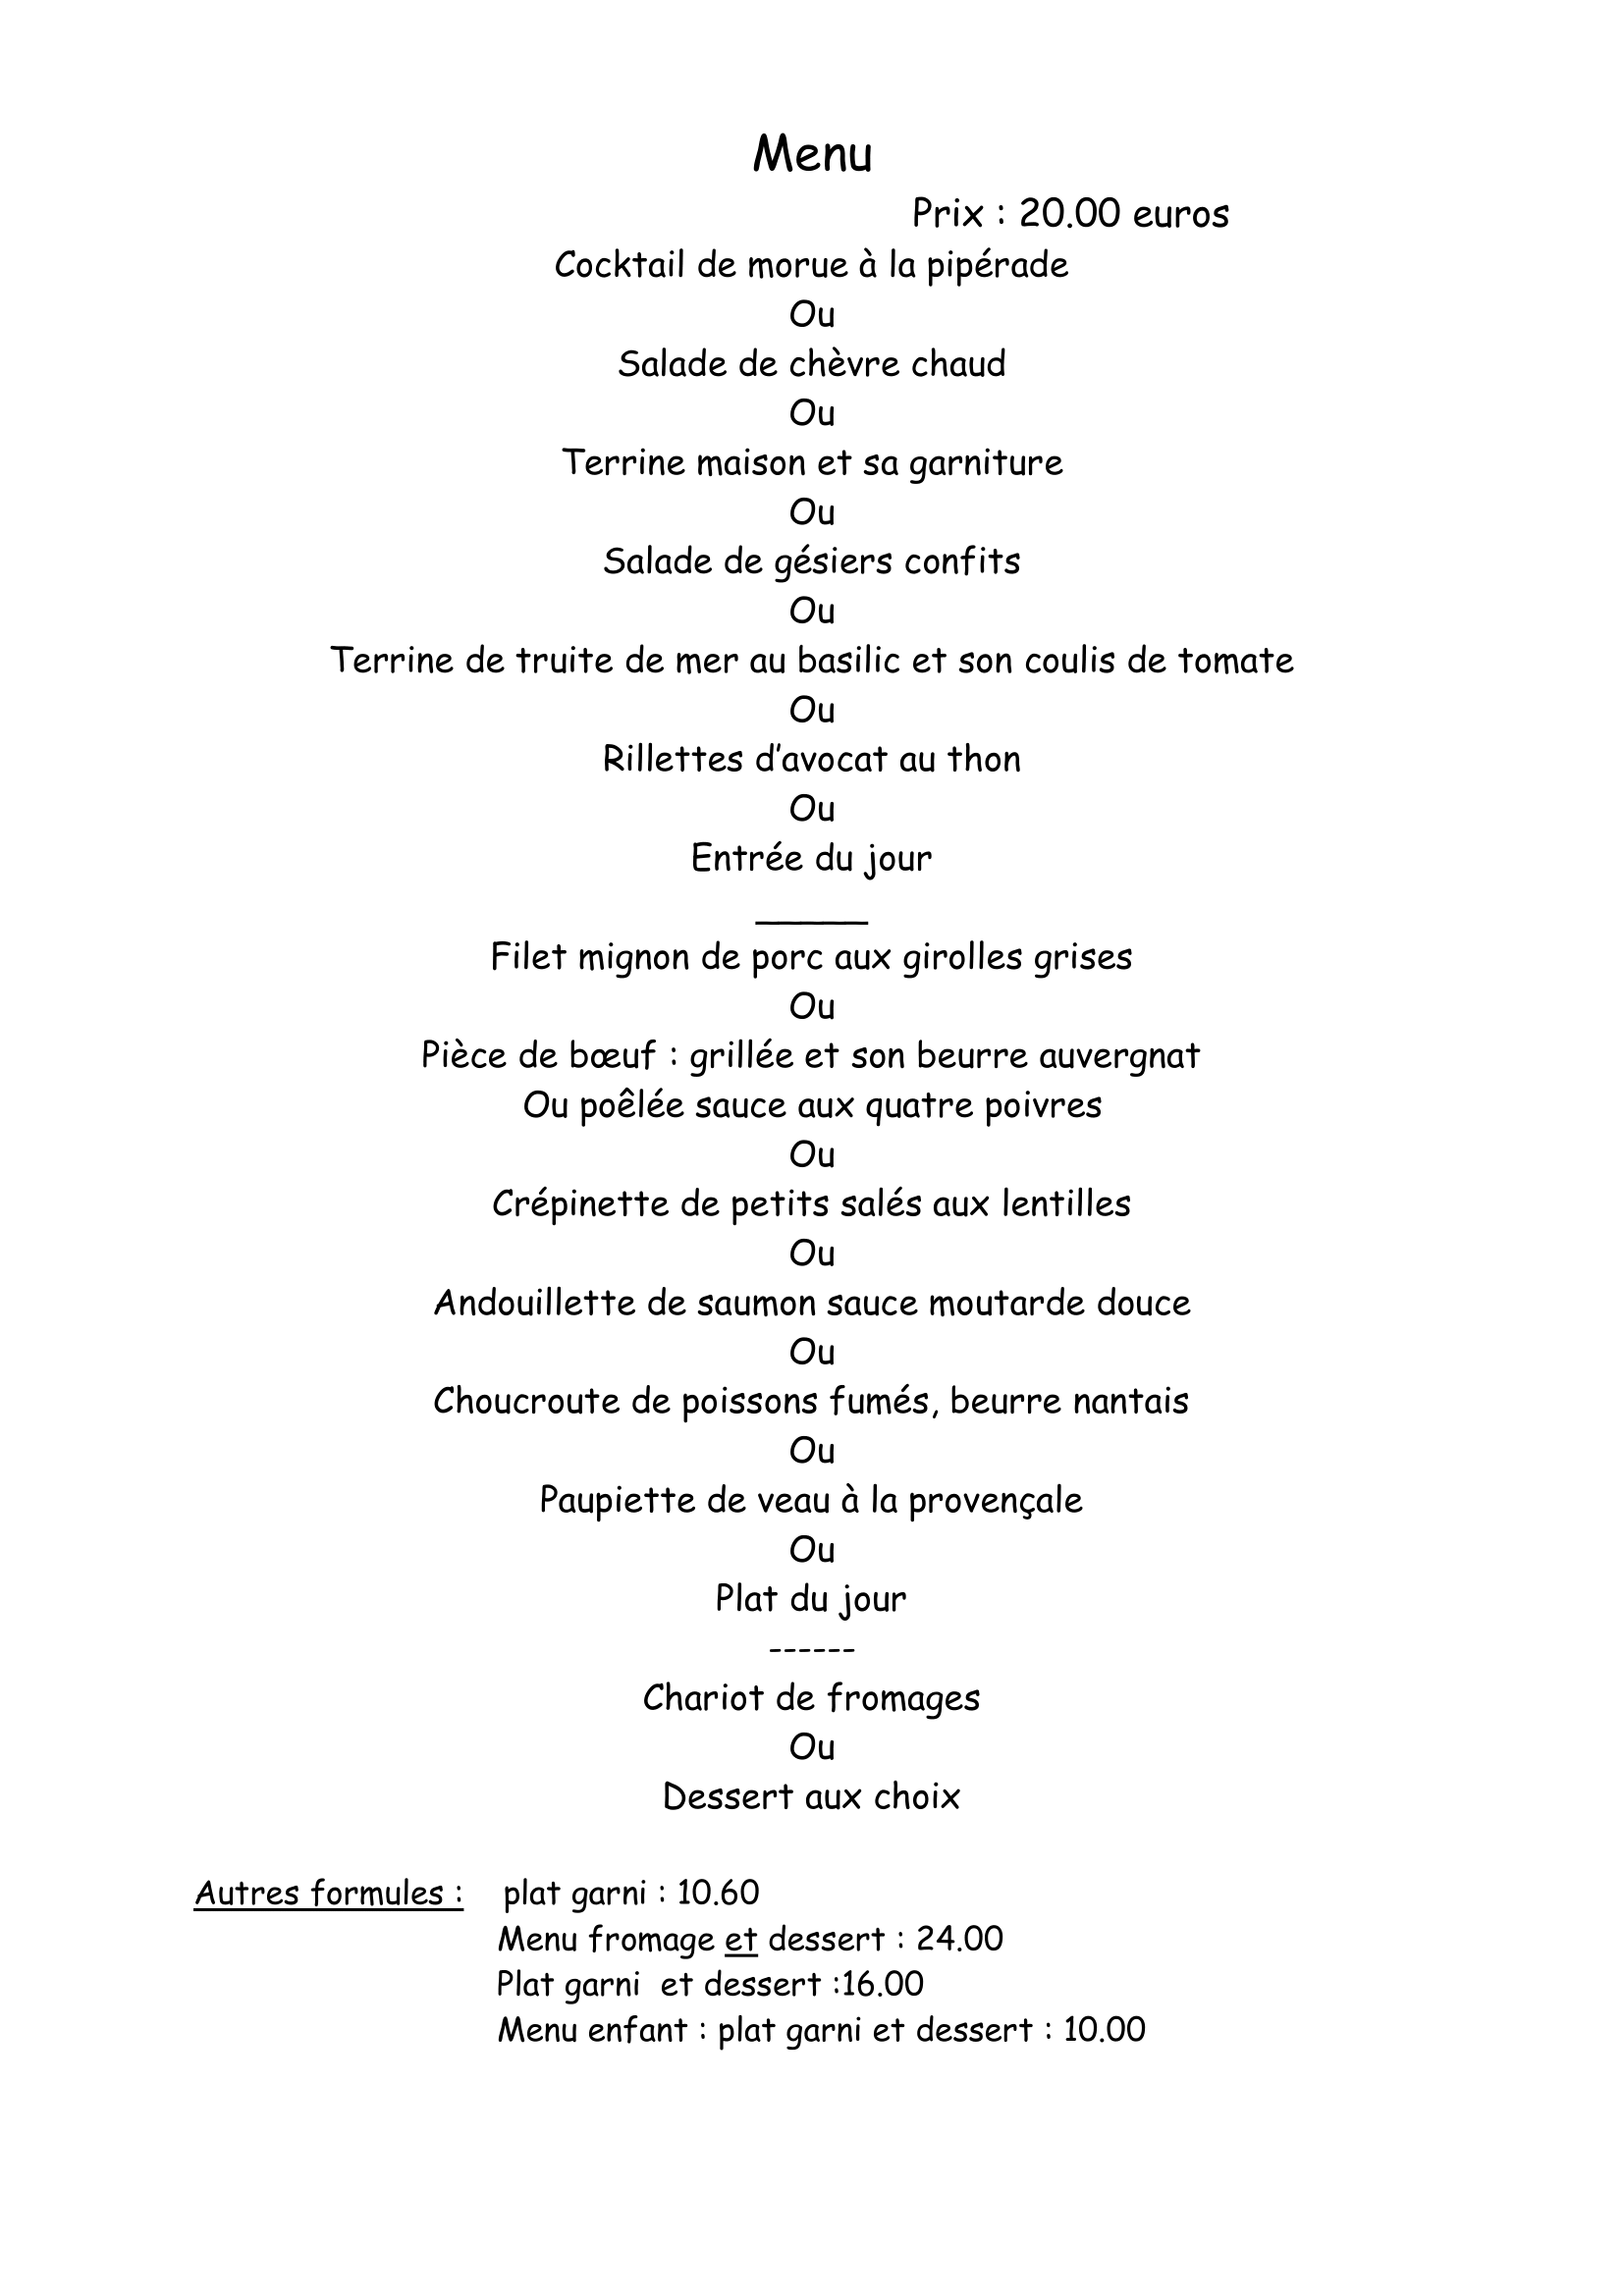 Menu
Prix : 20.00 euros
Cocktail de morue à la pipérade
Ou
Salade de chèvre chaud
Ou
Terrine maison et sa garniture
Ou
Salade de gésiers confits
Ou
Terrine de truite de mer au basilic et son coulis de tomate
Ou
Rillettes d’avocat au thon
Ou
Entrée du jour
______
Filet mignon de porc aux girolles grises
Ou
Pièce de bœuf : grillée et son beurre auvergnat
Ou poêlée sauce aux quatre poivres
Ou
Crépinette de petits salés aux lentilles
Ou
Andouillette de saumon sauce moutarde douce
Ou
Choucroute de poissons fumés, beurre nantais
Ou
Paupiette de veau à la provençale
Ou
Plat du jour
------
Chariot de fromages
Ou
Dessert aux choix
Autres formules : plat garni : 10.60
Menu fromage et dessert : 24.00
Plat garni et dessert :16.00
Menu enfant : plat garni et dessert : 10.00